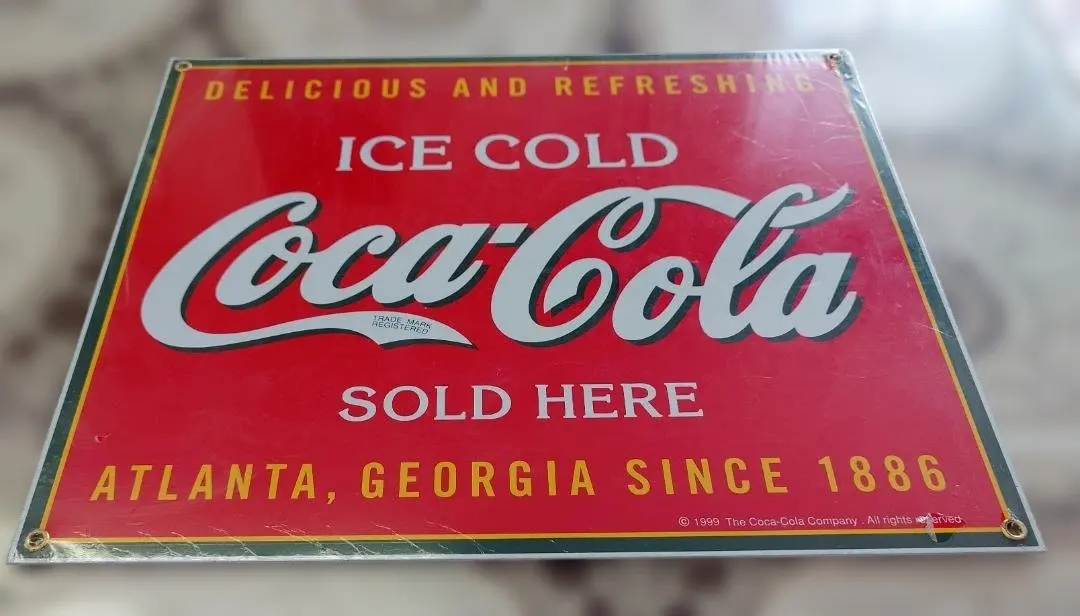 DELICIOUS AND REFRESHING
ICE COLD
Coca-Cola
TRADE MARK
REGISTERED
SOLD HERE
ATLANTA, GEORGIA SINCE 1886
© 1999 The Coca-Cola Company . All rights reserved